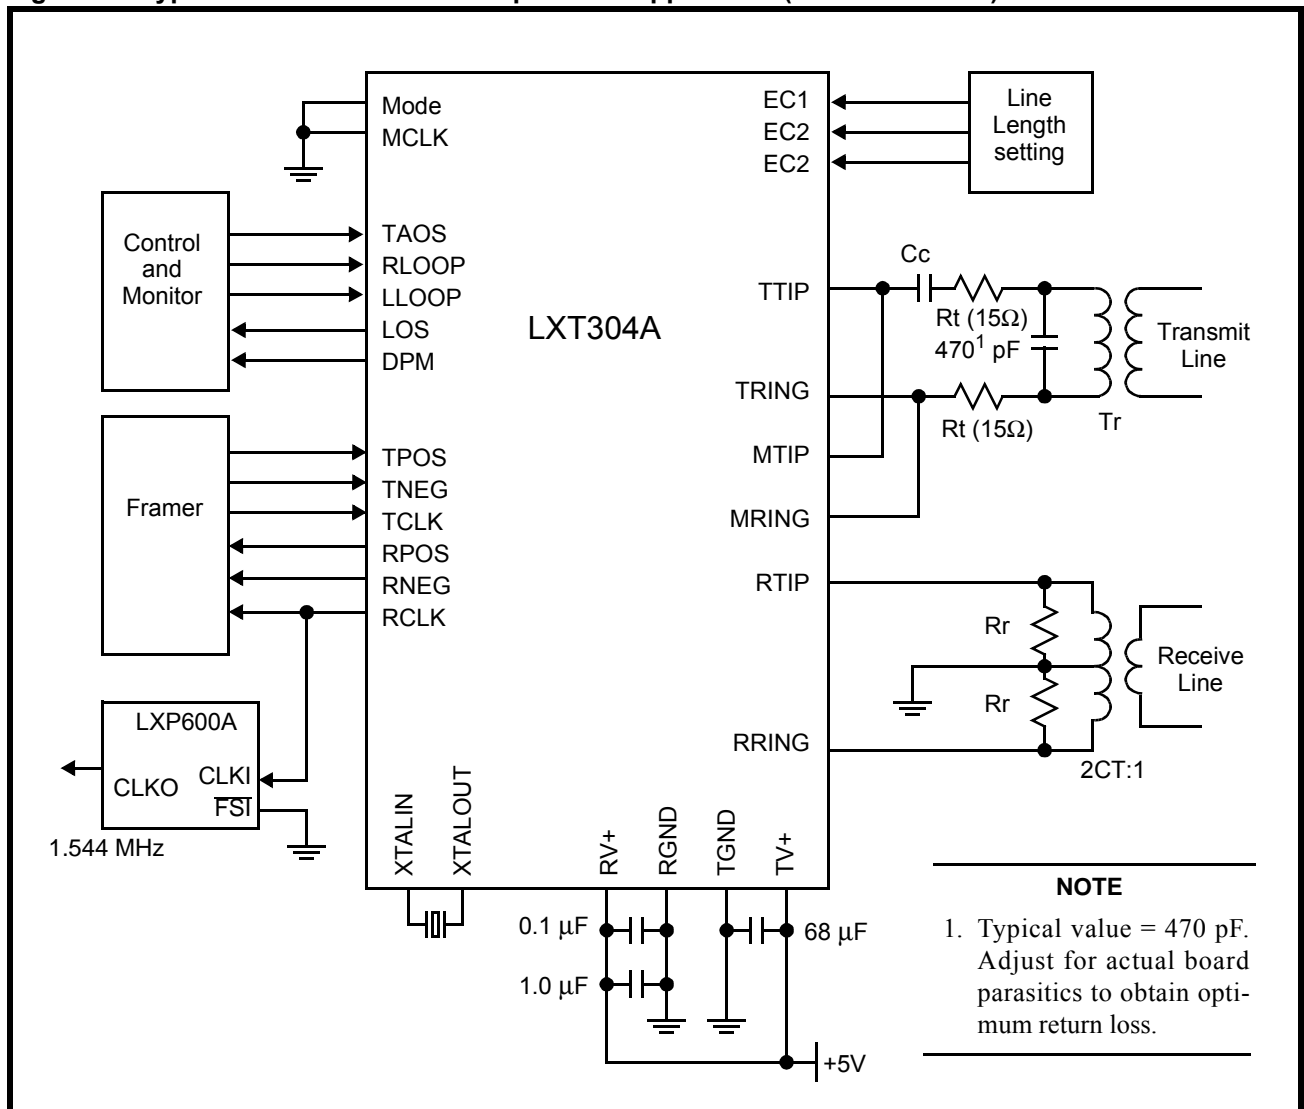 Mode
MCLK
EC1
EC2
EC2
Line
Length
setting
Control
and
Monitor
TAOS
RLOOP
LLOOP
LOS
DPM
LXT304A
TTIP
TRING
MTIP
MRING
RTIP
RRING
Cc
Rt (15Ω)
470¹ pF
Rt (15Ω)
Tr
Transmit
Line
Framer
TPOS
TNEG
TCLK
RPOS
RNEG
RCLK
Rr
Rr
2CT:1
Receive
Line
LXP600A
CLKO
CLKI
FSI
1.544 MHz
XTALIN
XTALOUT
RV+
RGND
TGND
TV+
0.1 µF
1.0 µF
68 µF
+5V
NOTE
1. Typical value = 470 pF.
Adjust for actual board
parasitics to obtain opti-
mum return loss.